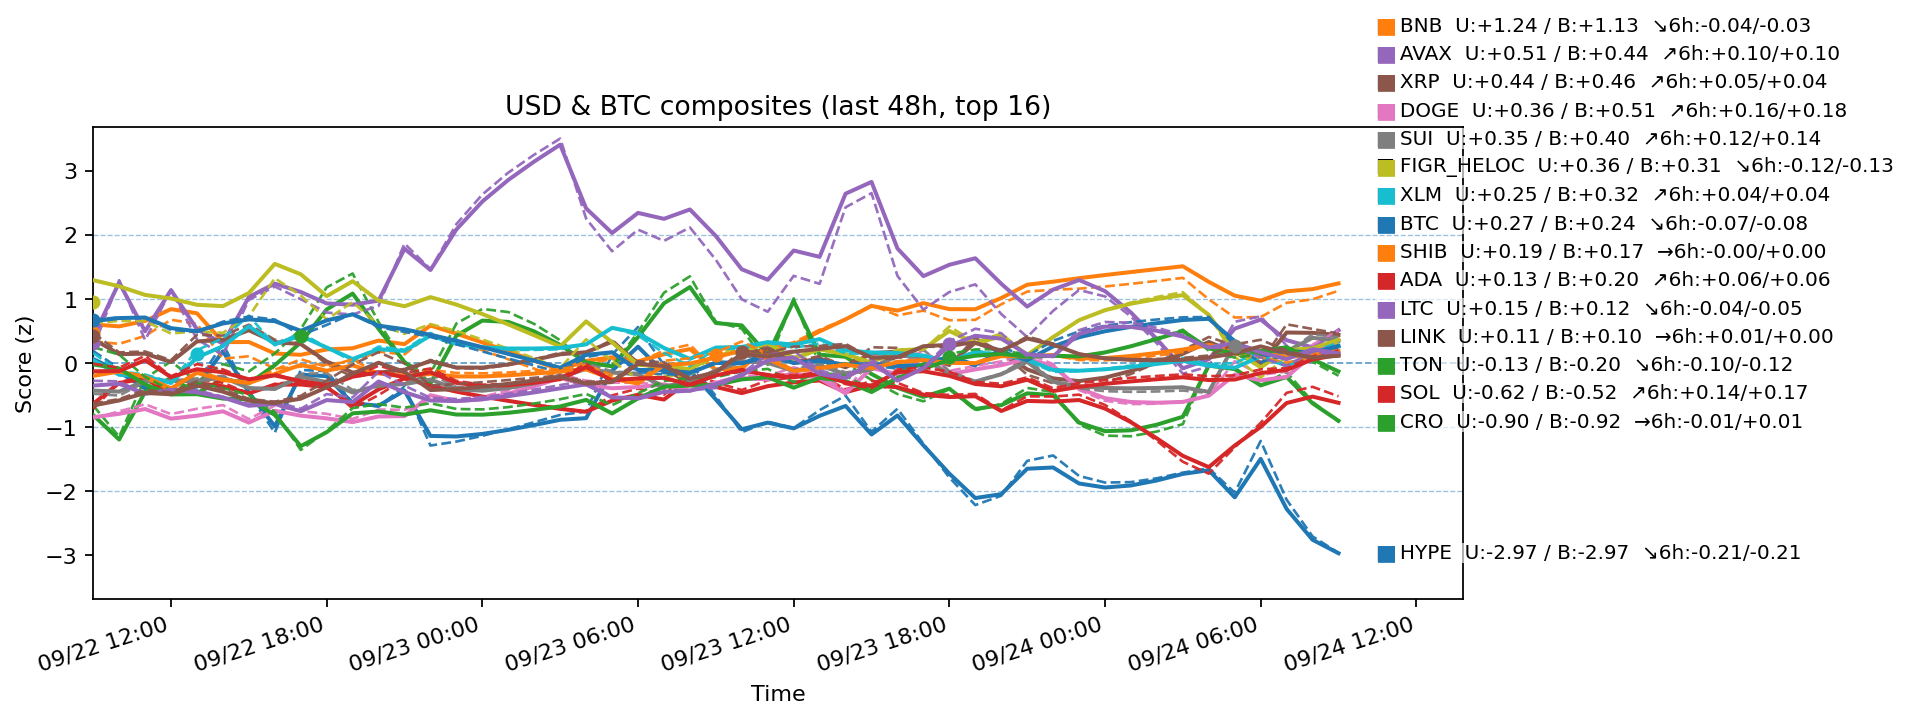 BNB U:+1.24 / B:+1.13 ↘6h:-0.04/-0.03
AVAX U:+0.51 / B:+0.44 ↗6h:+0.10/+0.10
XRP U:+0.44 / B:+0.46 ↗6h:+0.05/+0.04
USD & BTC composites (last 48h, top 16)
DOGE U:+0.36 / B:+0.51 ↗6h:+0.16/+0.18
SUI U:+0.35 / B:+0.40 ↗6h:+0.12/+0.14
FIGR_HELOC U:+0.36 / B:+0.31 ↘6h:-0.12/-0.13
XLM U:+0.25 / B:+0.32 ↗6h:+0.04/+0.04
BTC U:+0.27 / B:+0.24 ↘6h:-0.07/-0.08
SHIB U:+0.19 / B:+0.17 →6h:-0.00/+0.00
ADA U:+0.13 / B:+0.20 ↗6h:+0.06/+0.06
LTC U:+0.15 / B:+0.12 ↘6h:-0.04/-0.05
LINK U:+0.11 / B:+0.10 →6h:+0.01/+0.00
TON U:-0.13 / B:-0.20 ↘6h:-0.10/-0.12
SOL U:-0.62 / B:-0.52 ↗6h:+0.14/+0.17
CRO U:-0.90 / B:-0.92 →6h:-0.01/+0.01
HYPE U:-2.97 / B:-2.97 ↘6h:-0.21/-0.21
Score (z)
3
2
1
0
−1
−2
−3
09/22 12:00
09/22 18:00
09/23 00:00
09/23 06:00
09/23 12:00
09/23 18:00
09/24 00:00
09/24 06:00
09/24 12:00
Time